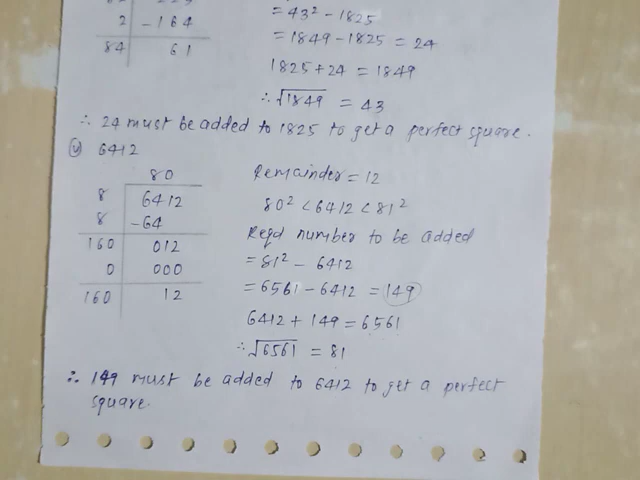 2 | -164
84 | 61
= 43² - 1825
= 1849 - 1825 = 24
1825 + 24 = 1849
∴ √1849 = 43
∴ 24 must be added to 1825 to get a perfect square.
(v) 6412
80
8 | 6412
8 | -64
160 | 012
0 | 000
160 | 12
Remainder = 12
80² < 6412 < 81²
Reqd number to be added
= 81² - 6412
= 6561 - 6412 = 149
6412 + 149 = 6561
∴ √6561 = 81
∴ 149 must be added to 6412 to get a perfect
square.